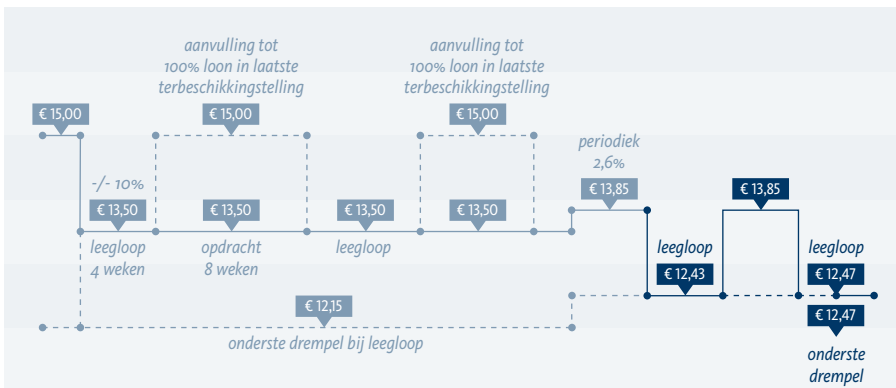 aanvulling tot
100% loon in laatste
terbeschikkingstelling
aanvulling tot
100% loon in laatste
terbeschikkingstelling
€ 15,00
€ 15,00
€ 15,00
periodiek
2,6%
-/- 10%
€ 13,85
€ 13,85
€ 13,50
€ 13,50
€ 13,50
€ 13,50
leegloop
4 weken
opdracht
8 weken
leegloop
leegloop
leegloop
€ 12,43
€ 12,47
€ 12,15
€ 12,47
onderste drempel bij leegloop
onderste
drempel